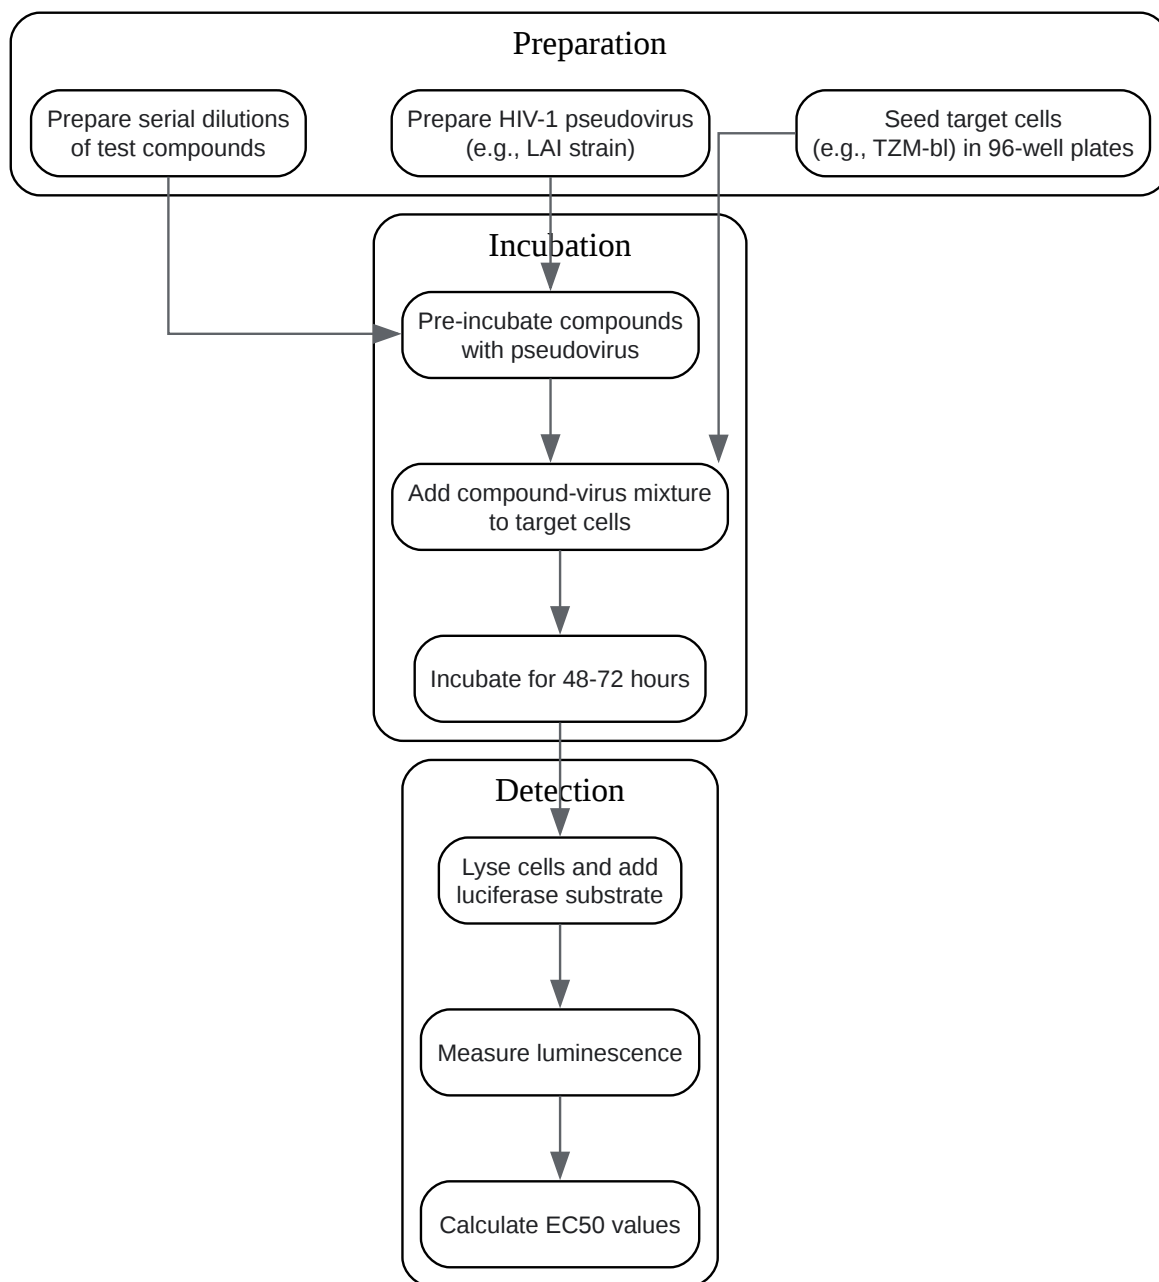 Preparation
Prepare serial dilutions
of test compounds
Prepare HIV-1 pseudovirus
(e.g., LAI strain)
Seed target cells
(e.g., TZM-bl) in 96-well plates
Incubation
Pre-incubate compounds
with pseudovirus
Add compound-virus mixture
to target cells
Incubate for 48-72 hours
Detection
Lyse cells and add
luciferase substrate
Measure luminescence
Calculate EC50 values